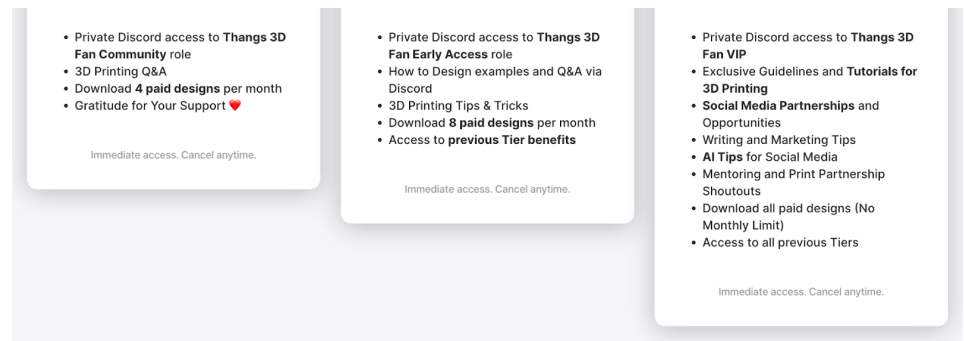 • Private Discord access to Thangs 3D
Fan Community role
• 3D Printing Q&A
• Download 4 paid designs per month
• Gratitude for Your Support ❤️
Immediate access. Cancel anytime.
• Private Discord access to Thangs 3D
Fan Early Access role
• How to Design examples and Q&A via
Discord
• 3D Printing Tips & Tricks
• Download 8 paid designs per month
• Access to previous Tier benefits
Immediate access. Cancel anytime.
• Private Discord access to Thangs 3D
Fan VIP
• Exclusive Guidelines and Tutorials for
3D Printing
• Social Media Partnerships and
Opportunities
• Writing and Marketing Tips
• AI Tips for Social Media
• Mentoring and Print Partnership
Shoutouts
• Download all paid designs (No
Monthly Limit)
• Access to all previous Tiers
Immediate access. Cancel anytime.